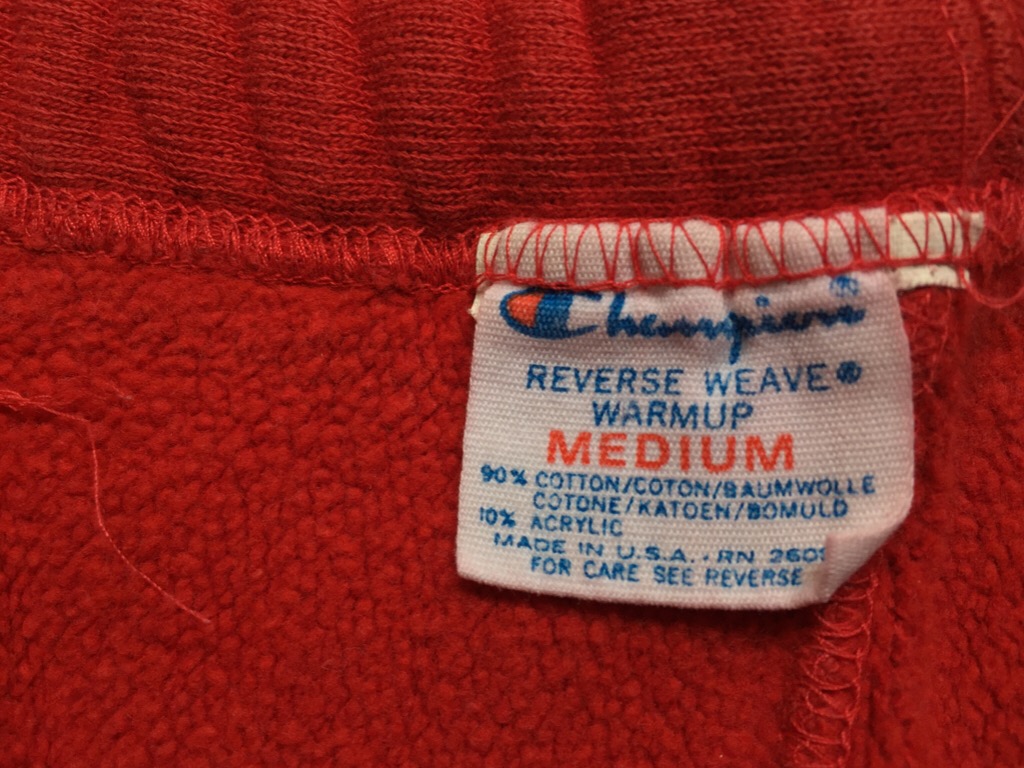 Champion®
REVERSE WEAVE®
WARMUP
MEDIUM
90% COTTON/COTON/BAUMWOLLE
COTONE/KATOEN/BOMULD
10% ACRYLIC
MADE IN U.S.A. · RN
FOR CARE SEE REVERSE